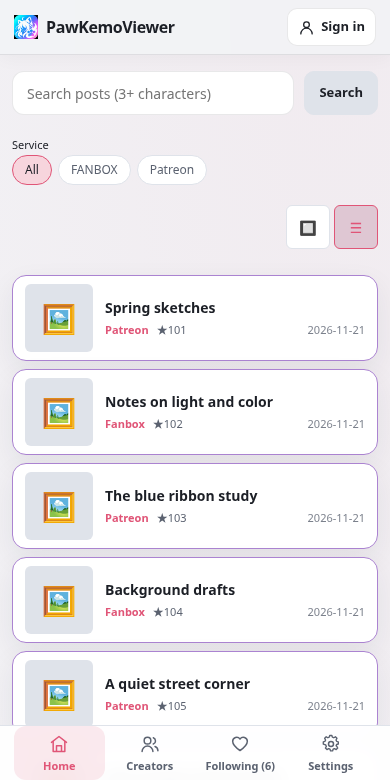 PawKemoViewer
Sign in
Search posts (3+ characters)
Search
Service
All
FANBOX
Patreon
Spring sketches
Patreon ★101 2026-11-21
Notes on light and color
Fanbox ★102 2026-11-21
The blue ribbon study
Patreon ★103 2026-11-21
Background drafts
Fanbox ★104 2026-11-21
A quiet street corner
Patreon ★105 2026-11-21
Home
Creators
Following (6)
Settings